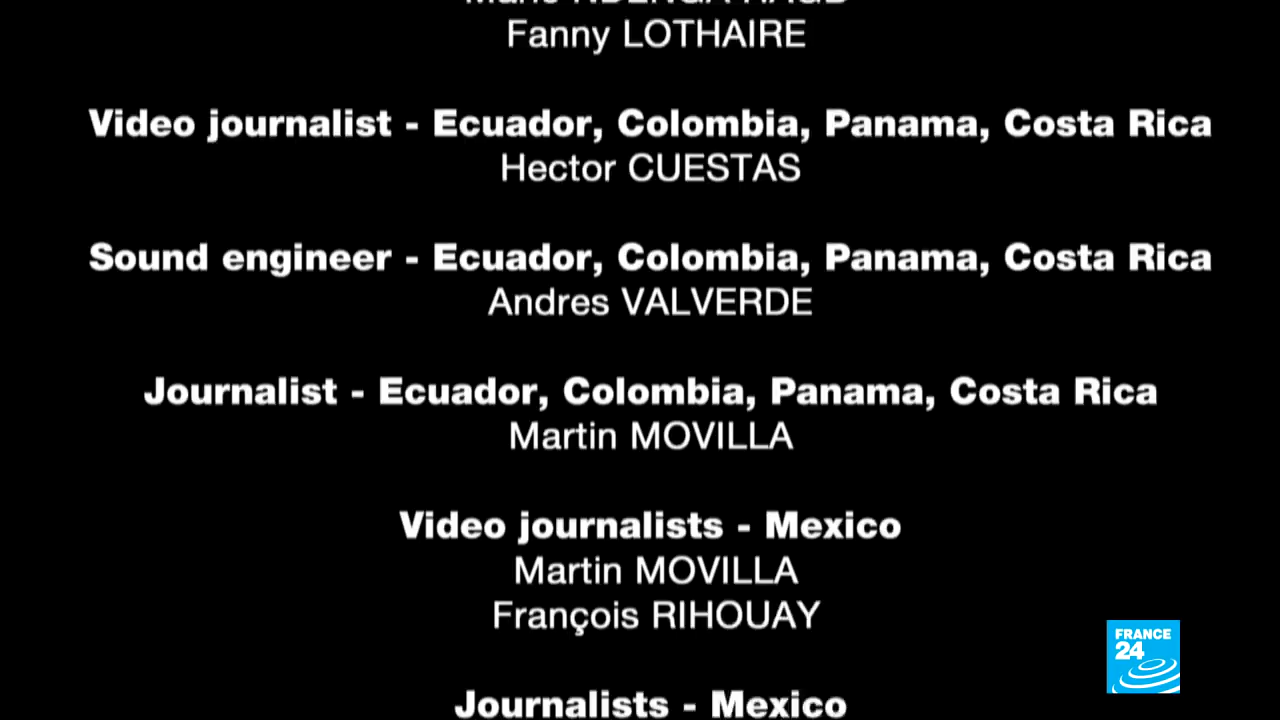 Fanny LOTHAIRE
Video journalist - Ecuador, Colombia, Panama, Costa Rica
Hector CUESTAS
Sound engineer - Ecuador, Colombia, Panama, Costa Rica
Andres VALVERDE
Journalist - Ecuador, Colombia, Panama, Costa Rica
Martin MOVILLA
Video journalists - Mexico
Martin MOVILLA
François RIHOUAY
FRANCE
24
Journalists - Mexico